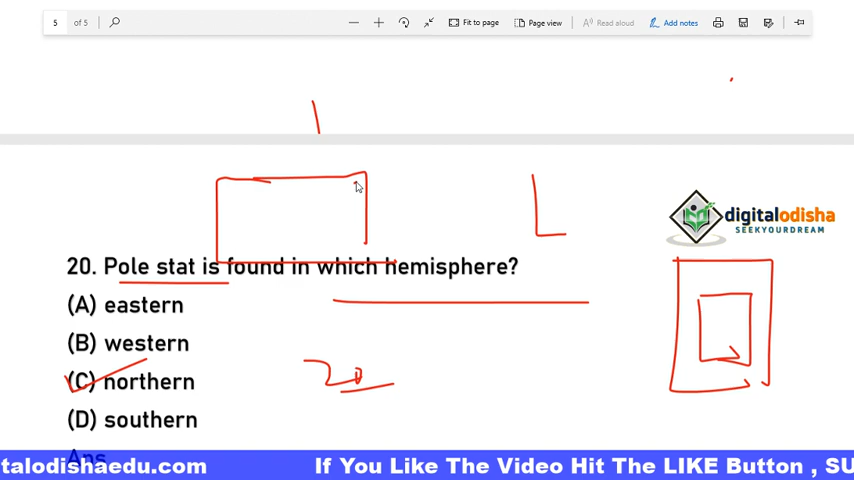 5 of 5
Fit to page
Page view
Read aloud
Add notes
digitalodisha
SEEKYOURDREAM
20. Pole stat is found in which hemisphere?
(A) eastern
(B) western
(C) northern
20
(D) southern
Ans
talodishaedu.com If You Like The Video Hit The LIKE Button , SU